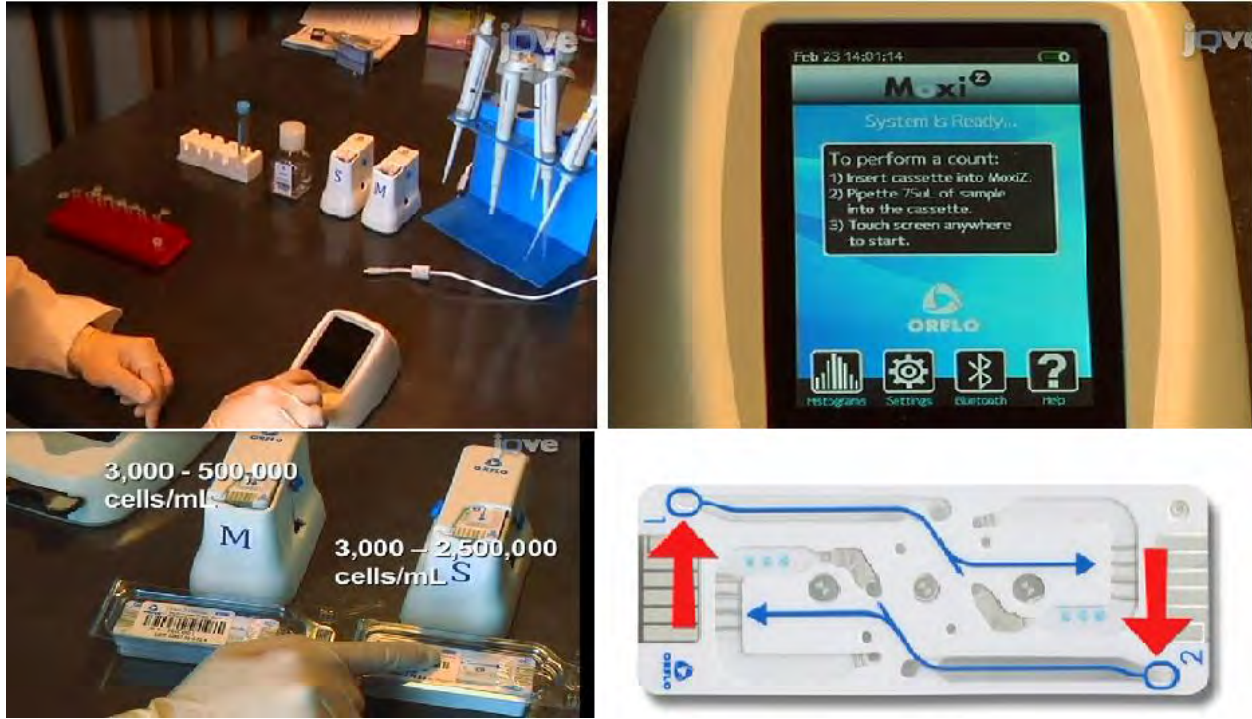 jove
S
M
jove
Feb 23 14:01:14
Moxi Z
System is Ready...
To perform a count:
1) Insert cassette into MoxiZ.
2) Pipette 75uL of sample
into the cassette.
3) Touch screen anywhere
to start.
ORFLO
Histograms Settings Bluetooth Help
jove
ORFLO
3,000 - 500,000
cells/mL
M
ORFLO
3,000 – 2,500,000
cells/mL
S
1
2
ORFLO